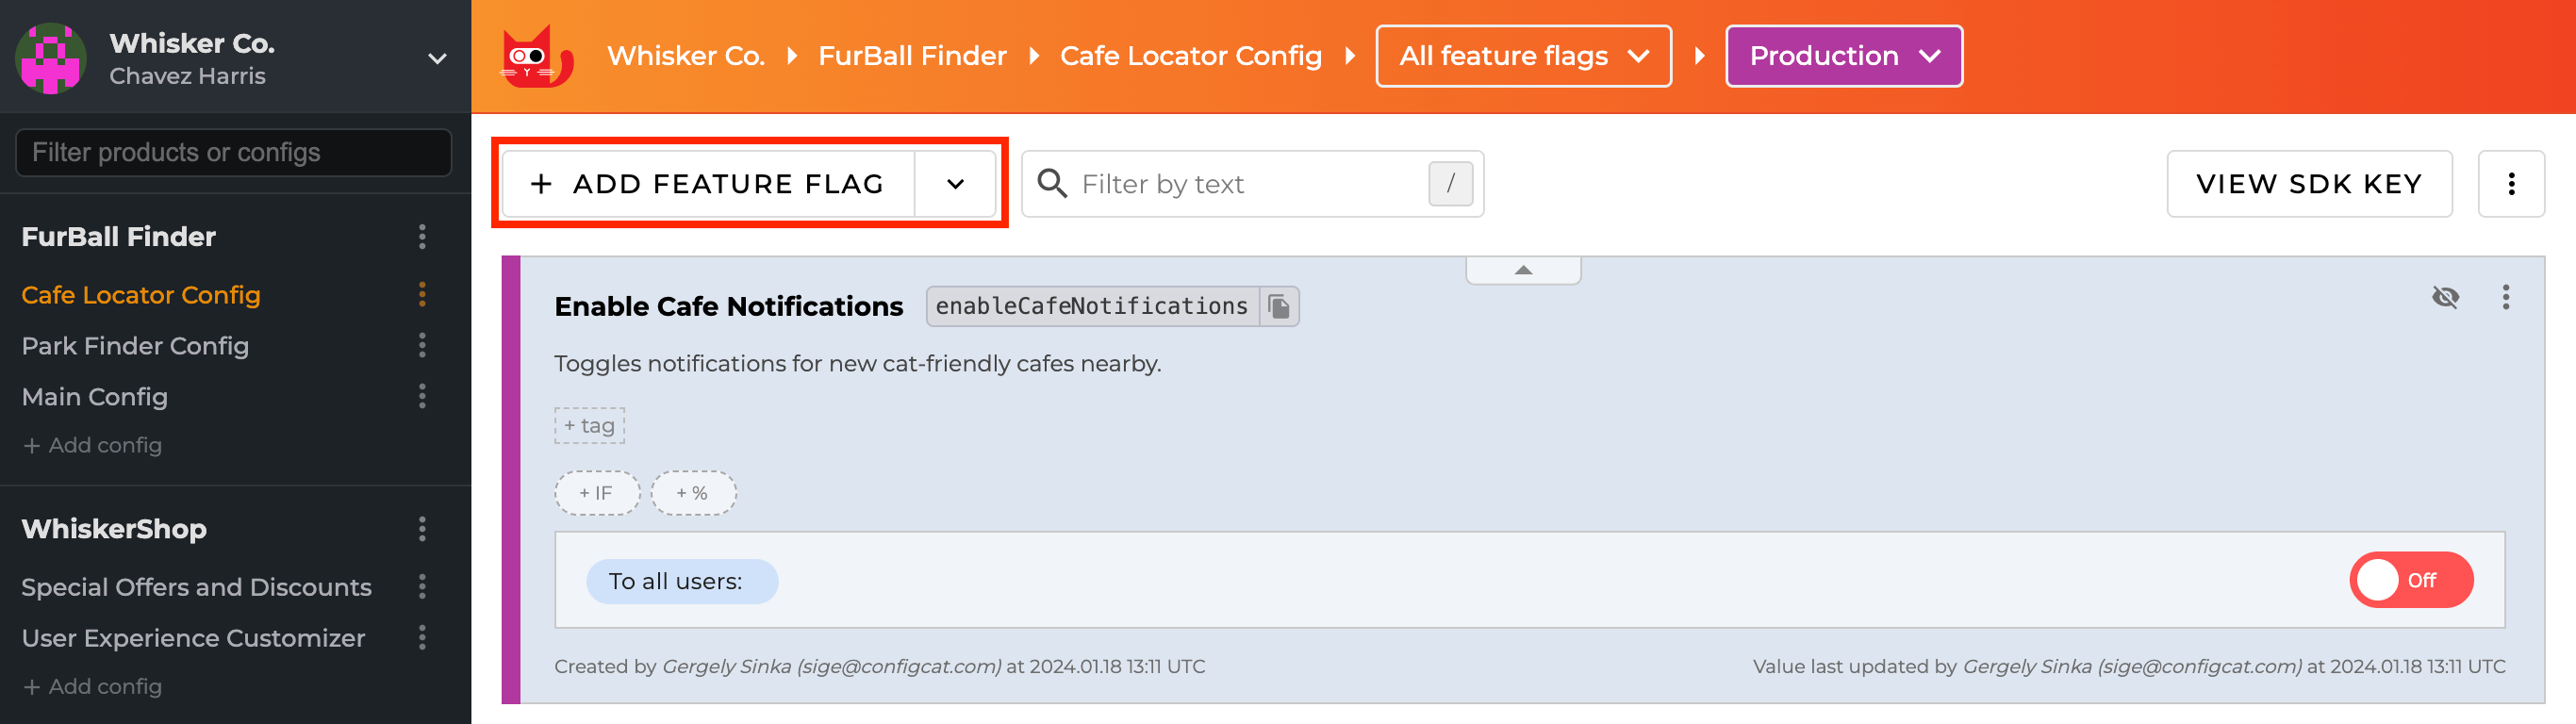 Whisker Co.
Chavez Harris
Filter products or configs
FurBall Finder
Cafe Locator Config
Park Finder Config
Main Config
+ Add config
WhiskerShop
Special Offers and Discounts
User Experience Customizer
+ Add config
Whisker Co. FurBall Finder Cafe Locator Config All feature flags Production
+ ADD FEATURE FLAG Filter by text / VIEW SDK KEY
Enable Cafe Notifications enableCafeNotifications
Toggles notifications for new cat-friendly cafes nearby.
+ tag
+ IF + %
To all users: Off
Created by Gergely Sinka (sige@configcat.com) at 2024.01.18 13:11 UTC Value last updated by Gergely Sinka (sige@configcat.com) at 2024.01.18 13:11 UTC